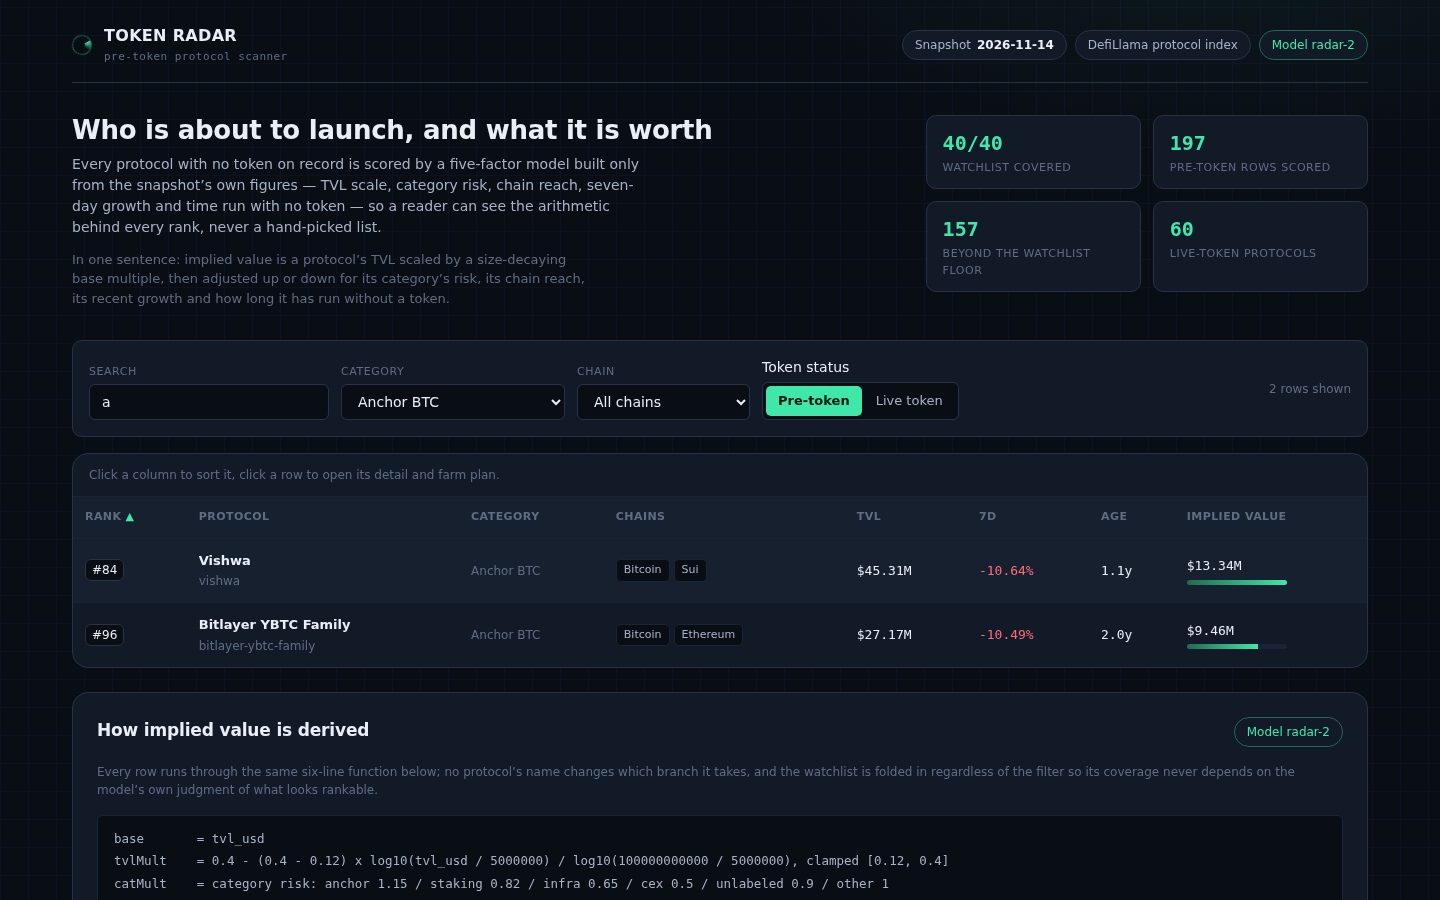 TOKEN RADAR
pre-token protocol scanner
Snapshot 2026-11-14
DefiLlama protocol index
Model radar-2
Who is about to launch, and what it is worth
Every protocol with no token on record is scored by a five-factor model built only
from the snapshot’s own figures — TVL scale, category risk, chain reach, seven-
day growth and time run with no token — so a reader can see the arithmetic
behind every rank, never a hand-picked list.
In one sentence: implied value is a protocol’s TVL scaled by a size-decaying
base multiple, then adjusted up or down for its category’s risk, its chain reach,
its recent growth and how long it has run without a token.
40/40
WATCHLIST COVERED
197
PRE-TOKEN ROWS SCORED
157
BEYOND THE WATCHLIST
FLOOR
60
LIVE-TOKEN PROTOCOLS
SEARCH
a
CATEGORY
Anchor BTC
CHAIN
All chains
Token status
Pre-token
Live token
2 rows shown
Click a column to sort it, click a row to open its detail and farm plan.
RANK ▲ PROTOCOL CATEGORY CHAINS TVL 7D AGE IMPLIED VALUE
#84 Vishwa Anchor BTC Bitcoin Sui $45.31M -10.64% 1.1y $13.34M
vishwa
#96 Bitlayer YBTC Family Anchor BTC Bitcoin Ethereum $27.17M -10.49% 2.0y $9.46M
bitlayer-ybtc-family
How implied value is derived
Model radar-2
Every row runs through the same six-line function below; no protocol’s name changes which branch it takes, and the watchlist is folded in regardless of the filter so its coverage never depends on the
model’s own judgment of what looks rankable.
base = tvl_usd
tvlMult = 0.4 - (0.4 - 0.12) x log10(tvl_usd / 5000000) / log10(100000000000 / 5000000), clamped [0.12, 0.4]
catMult = category risk: anchor 1.15 / staking 0.82 / infra 0.65 / cex 0.5 / unlabeled 0.9 / other 1